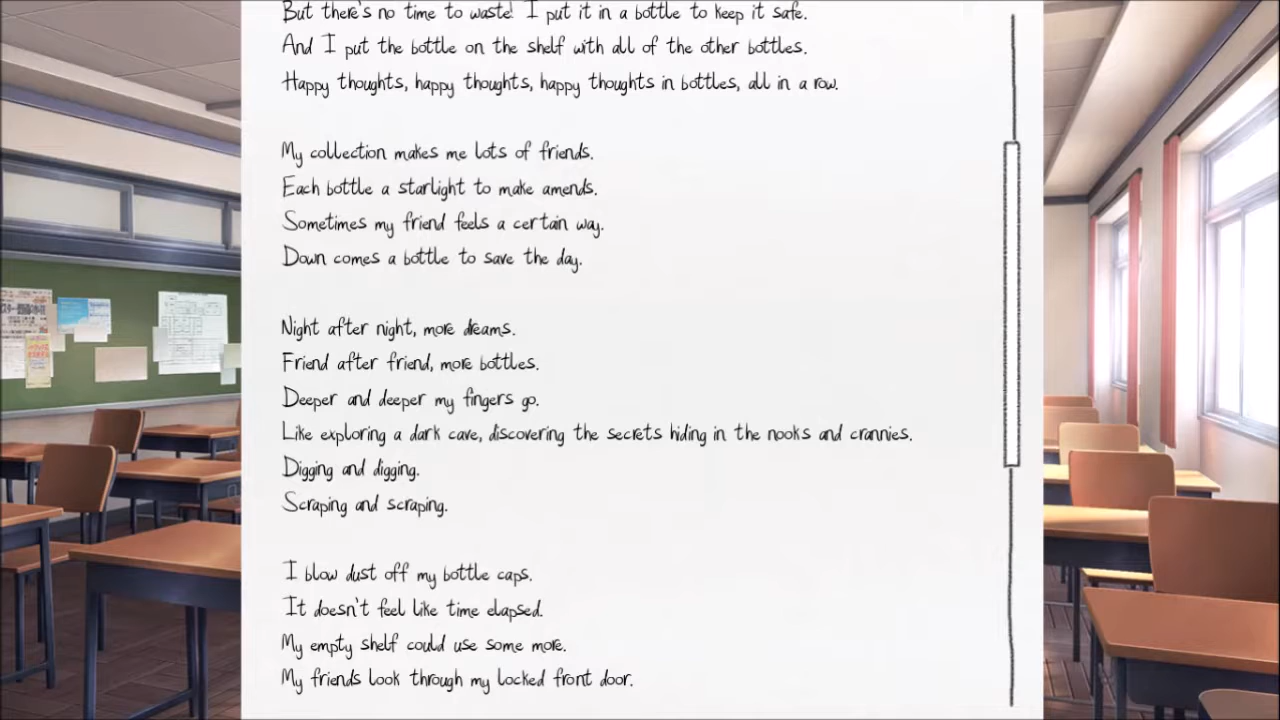 But there's no time to waste! I put it in a bottle to keep it safe.
And I put the bottle on the shelf with all of the other bottles.
Happy thoughts, happy thoughts, happy thoughts in bottles, all in a row.
My collection makes me lots of friends.
Each bottle a starlight to make amends.
Sometimes my friend feels a certain way.
Down comes a bottle to save the day.
Night after night, more dreams.
Friend after friend, more bottles.
Deeper and deeper my fingers go.
Like exploring a dark cave, discovering the secrets hiding in the nooks and crannies.
Digging and digging.
Scraping and scraping.
I blow dust off my bottle caps.
It doesn't feel like time elapsed.
My empty shelf could use some more.
My friends look through my locked front door.